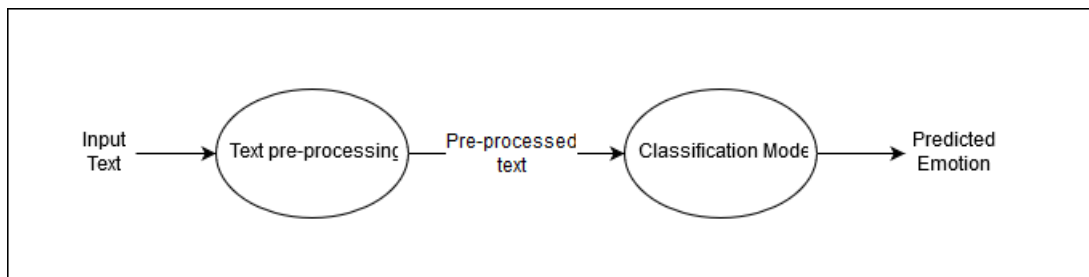 Input
Text
Text pre-processing
Pre-processed
text
Classification Mode
Predicted
Emotion